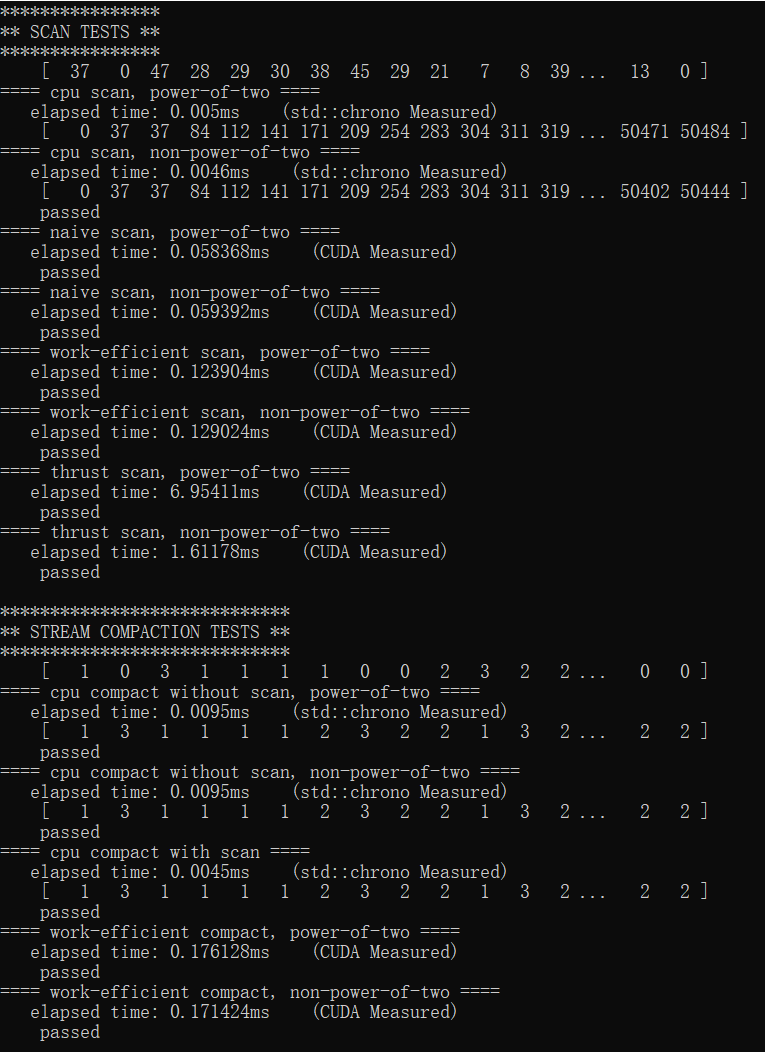 ****************
** SCAN TESTS **
****************
    [  37   0  47  28  29  30  38  45  29  21   7   8  39 ...  13   0 ]
==== cpu scan, power-of-two ====
   elapsed time: 0.005ms    (std::chrono Measured)
    [   0  37  37  84 112 141 171 209 254 283 304 311 319 ... 50471 50484 ]
==== cpu scan, non-power-of-two ====
   elapsed time: 0.0046ms    (std::chrono Measured)
    [   0  37  37  84 112 141 171 209 254 283 304 311 319 ... 50402 50444 ]
    passed
==== naive scan, power-of-two ====
   elapsed time: 0.058368ms    (CUDA Measured)
    passed
==== naive scan, non-power-of-two ====
   elapsed time: 0.059392ms    (CUDA Measured)
    passed
==== work-efficient scan, power-of-two ====
   elapsed time: 0.123904ms    (CUDA Measured)
    passed
==== work-efficient scan, non-power-of-two ====
   elapsed time: 0.129024ms    (CUDA Measured)
    passed
==== thrust scan, power-of-two ====
   elapsed time: 6.95411ms    (CUDA Measured)
    passed
==== thrust scan, non-power-of-two ====
   elapsed time: 1.61178ms    (CUDA Measured)
    passed

*****************************
** STREAM COMPACTION TESTS **
*****************************
    [   1   0   3   1   1   1   1   0   0   2   3   2   2 ...   0   0 ]
==== cpu compact without scan, power-of-two ====
   elapsed time: 0.0095ms    (std::chrono Measured)
    [   1   3   1   1   1   1   2   3   2   2   1   3   2 ...   2   2 ]
    passed
==== cpu compact without scan, non-power-of-two ====
   elapsed time: 0.0095ms    (std::chrono Measured)
    [   1   3   1   1   1   1   2   3   2   2   1   3   2 ...   2   2 ]
    passed
==== cpu compact with scan ====
   elapsed time: 0.0045ms    (std::chrono Measured)
    [   1   3   1   1   1   1   2   3   2   2   1   3   2 ...   2   2 ]
    passed
==== work-efficient compact, power-of-two ====
   elapsed time: 0.176128ms    (CUDA Measured)
    passed
==== work-efficient compact, non-power-of-two ====
   elapsed time: 0.171424ms    (CUDA Measured)
    passed